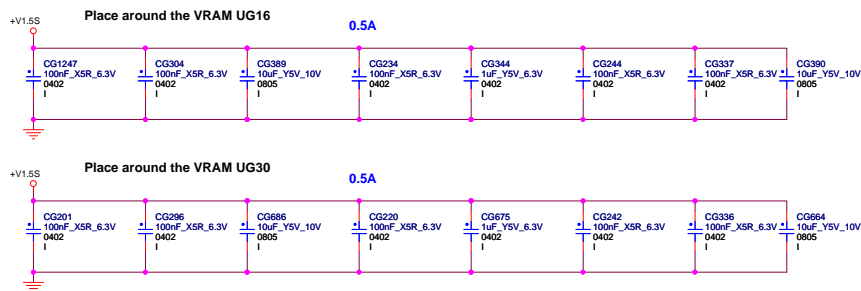 Place around the VRAM UG16
+V1.5S
0.5A
CG1247
100nF_X5R_6.3V
0402
I
CG304
100nF_X5R_6.3V
0402
I
CG389
10uF_Y5V_10V
0805
I
CG234
100nF_X5R_6.3V
0402
I
CG344
1uF_Y5V_6.3V
0402
I
CG244
100nF_X5R_6.3V
0402
I
CG337
100nF_X5R_6.3V
0402
I
CG390
10uF_Y5V_10V
0805
I
Place around the VRAM UG30
+V1.5S
0.5A
CG201
100nF_X5R_6.3V
0402
I
CG296
100nF_X5R_6.3V
0402
I
CG686
10uF_Y5V_10V
0805
I
CG220
100nF_X5R_6.3V
0402
I
CG675
1uF_Y5V_6.3V
0402
I
CG242
100nF_X5R_6.3V
0402
I
CG336
100nF_X5R_6.3V
0402
I
CG664
10uF_Y5V_10V
0805
I